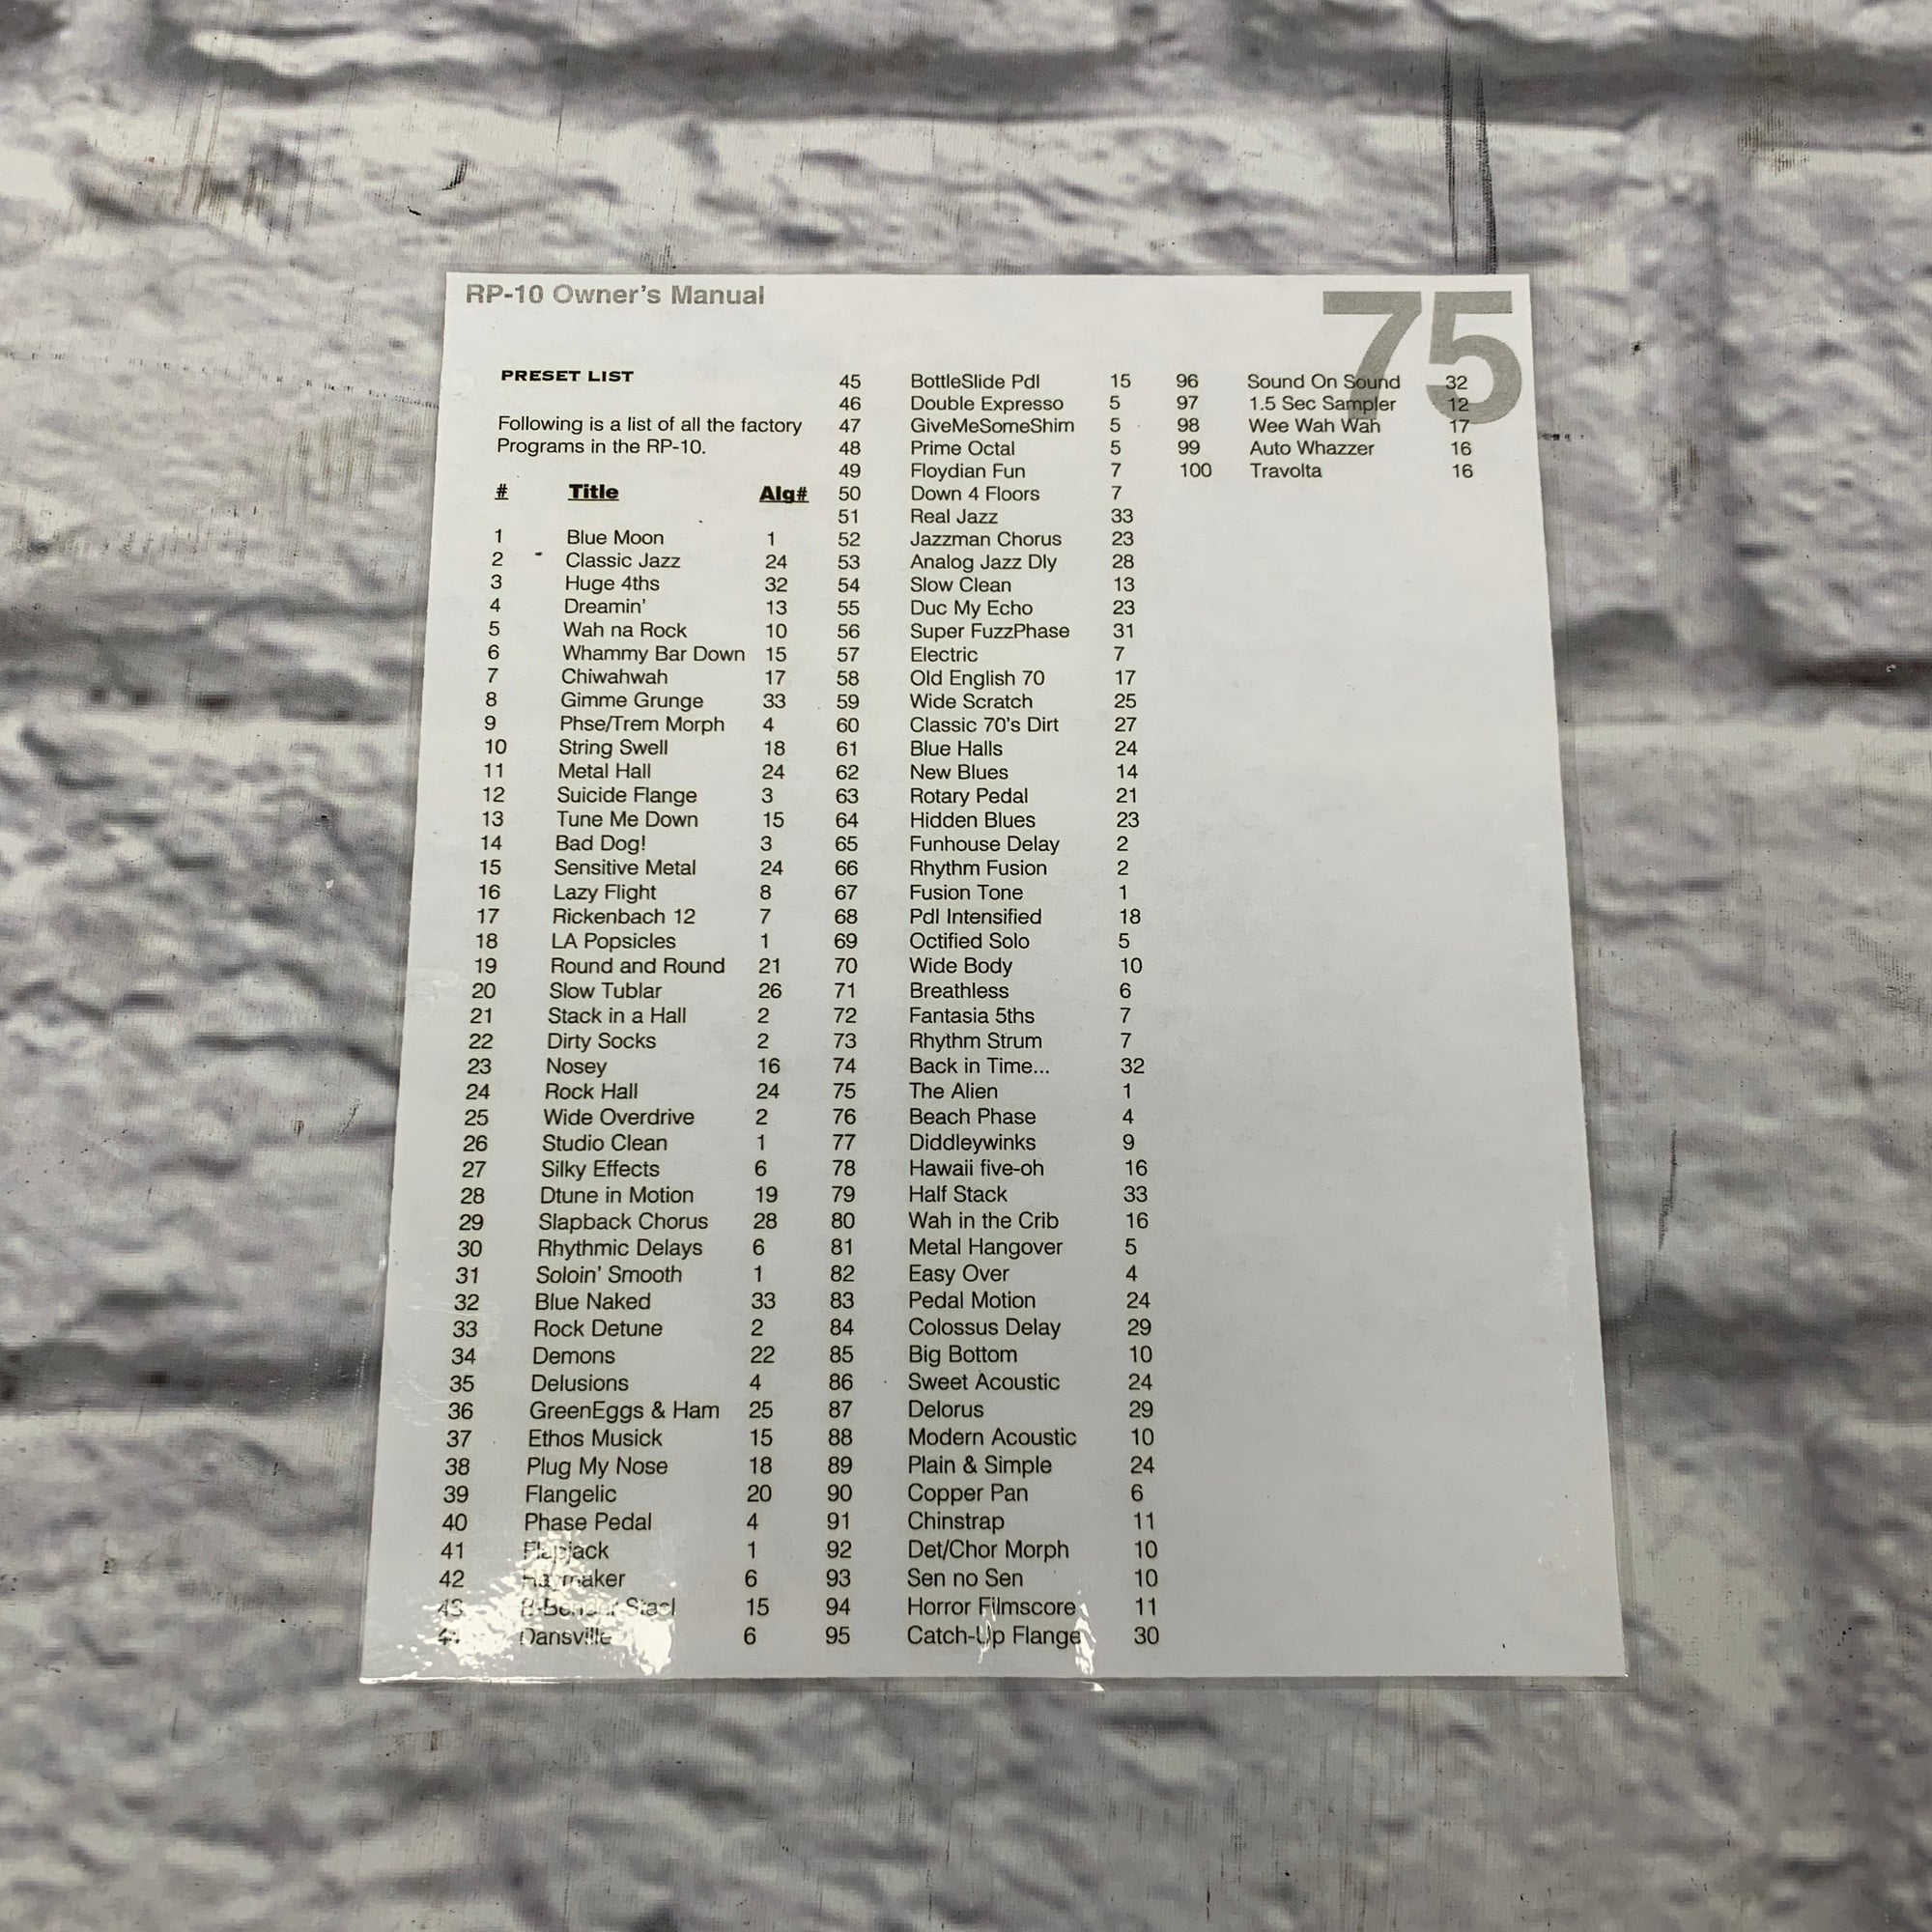 RP-10 Owner's Manual
75
PRESET LIST
Following is a list of all the factory
Programs in the RP-10.
# Title Alg#
1 Blue Moon 1
2 Classic Jazz 24
3 Huge 4ths 32
4 Dreamin' 13
5 Wah na Rock 10
6 Whammy Bar Down 15
7 Chiwahwah 17
8 Gimme Grunge 33
9 Phse/Trem Morph 4
10 String Swell 18
11 Metal Hall 24
12 Suicide Flange 3
13 Tune Me Down 15
14 Bad Dog! 3
15 Sensitive Metal 24
16 Lazy Flight 8
17 Rickenbach 12 7
18 LA Popsicles 1
19 Round and Round 21
20 Slow Tublar 26
21 Stack in a Hall 2
22 Dirty Socks 2
23 Nosey 16
24 Rock Hall 24
25 Wide Overdrive 2
26 Studio Clean 1
27 Silky Effects 6
28 Dtune in Motion 19
29 Slapback Chorus 28
30 Rhythmic Delays 6
31 Soloin' Smooth 1
32 Blue Naked 33
33 Rock Detune 2
34 Demons 22
35 Delusions 4
36 GreenEggs & Ham 25
37 Ethos Musick 15
38 Plug My Nose 18
39 Flangelic 20
40 Phase Pedal 4
41 Flapjack 1
42 Haymaker 6
43 15
44 Dansville 6
45 BottleSlide Pdl 15
46 Double Expresso 5
47 GiveMeSomeShim 5
48 Prime Octal 5
49 Floydian Fun 7
50 Down 4 Floors 7
51 Real Jazz 33
52 Jazzman Chorus 23
53 Analog Jazz Dly 28
54 Slow Clean 13
55 Duc My Echo 23
56 Super FuzzPhase 31
57 Electric 7
58 Old English 70 17
59 Wide Scratch 25
60 Classic 70's Dirt 27
61 Blue Halls 24
62 New Blues 14
63 Rotary Pedal 21
64 Hidden Blues 23
65 Funhouse Delay 2
66 Rhythm Fusion 2
67 Fusion Tone 1
68 Pdl Intensified 18
69 Octified Solo 5
70 Wide Body 10
71 Breathless 6
72 Fantasia 5ths 7
73 Rhythm Strum 7
74 Back in Time... 32
75 The Alien 1
76 Beach Phase 4
77 Diddleywinks 9
78 Hawaii five-oh 16
79 Half Stack 33
80 Wah in the Crib 16
81 Metal Hangover 5
82 Easy Over 4
83 Pedal Motion 24
84 Colossus Delay 29
85 Big Bottom 10
86 Sweet Acoustic 24
87 Delorus 29
88 Modern Acoustic 10
89 Plain & Simple 24
90 Copper Pan 6
91 Chinstrap 11
92 Det/Chor Morph 10
93 Sen no Sen 10
94 Horror Filmscore 11
95 Catch-Up Flange 30
96 Sound On Sound 32
97 1.5 Sec Sampler 12
98 Wee Wah Wah 17
99 Auto Whazzer 16
100 Travolta 16